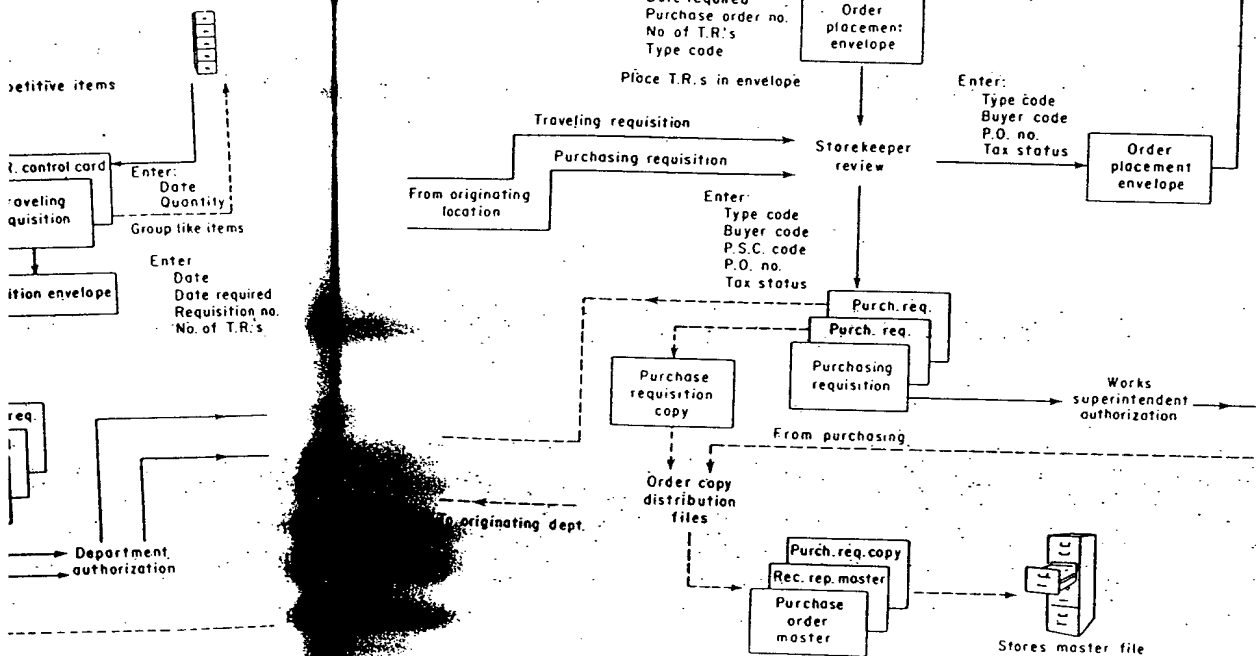 Purchase order no.
No of T.R.'s
Type code
Order
placement
envelope
Place T.R.s in envelope
Enter:
Type code
Buyer code
P.O. no.
Tax status
Order
placement
envelope
Traveling requisition
Purchasing requisition
Storekeeper
review
From originating
location
Enter:
Type code
Buyer code
P.S.C. code
P.O. no.
Tax status
petitive items
R. control card
raveling
quisition
Enter:
Date
Quantity
Group like items
ition envelope
Enter
Date
Date required
Requisition no.
No. of T.R.'s
Purch. req.
Purch. req.
Purchasing
requisition
Purchase
requisition
copy
Works
superintendent
authorization
From purchasing
req.
Department
authorization
To originating dept.
Order copy
distribution
files
Purch. req. copy
Rec. rep. master
Purchase
order
master
Stores master file